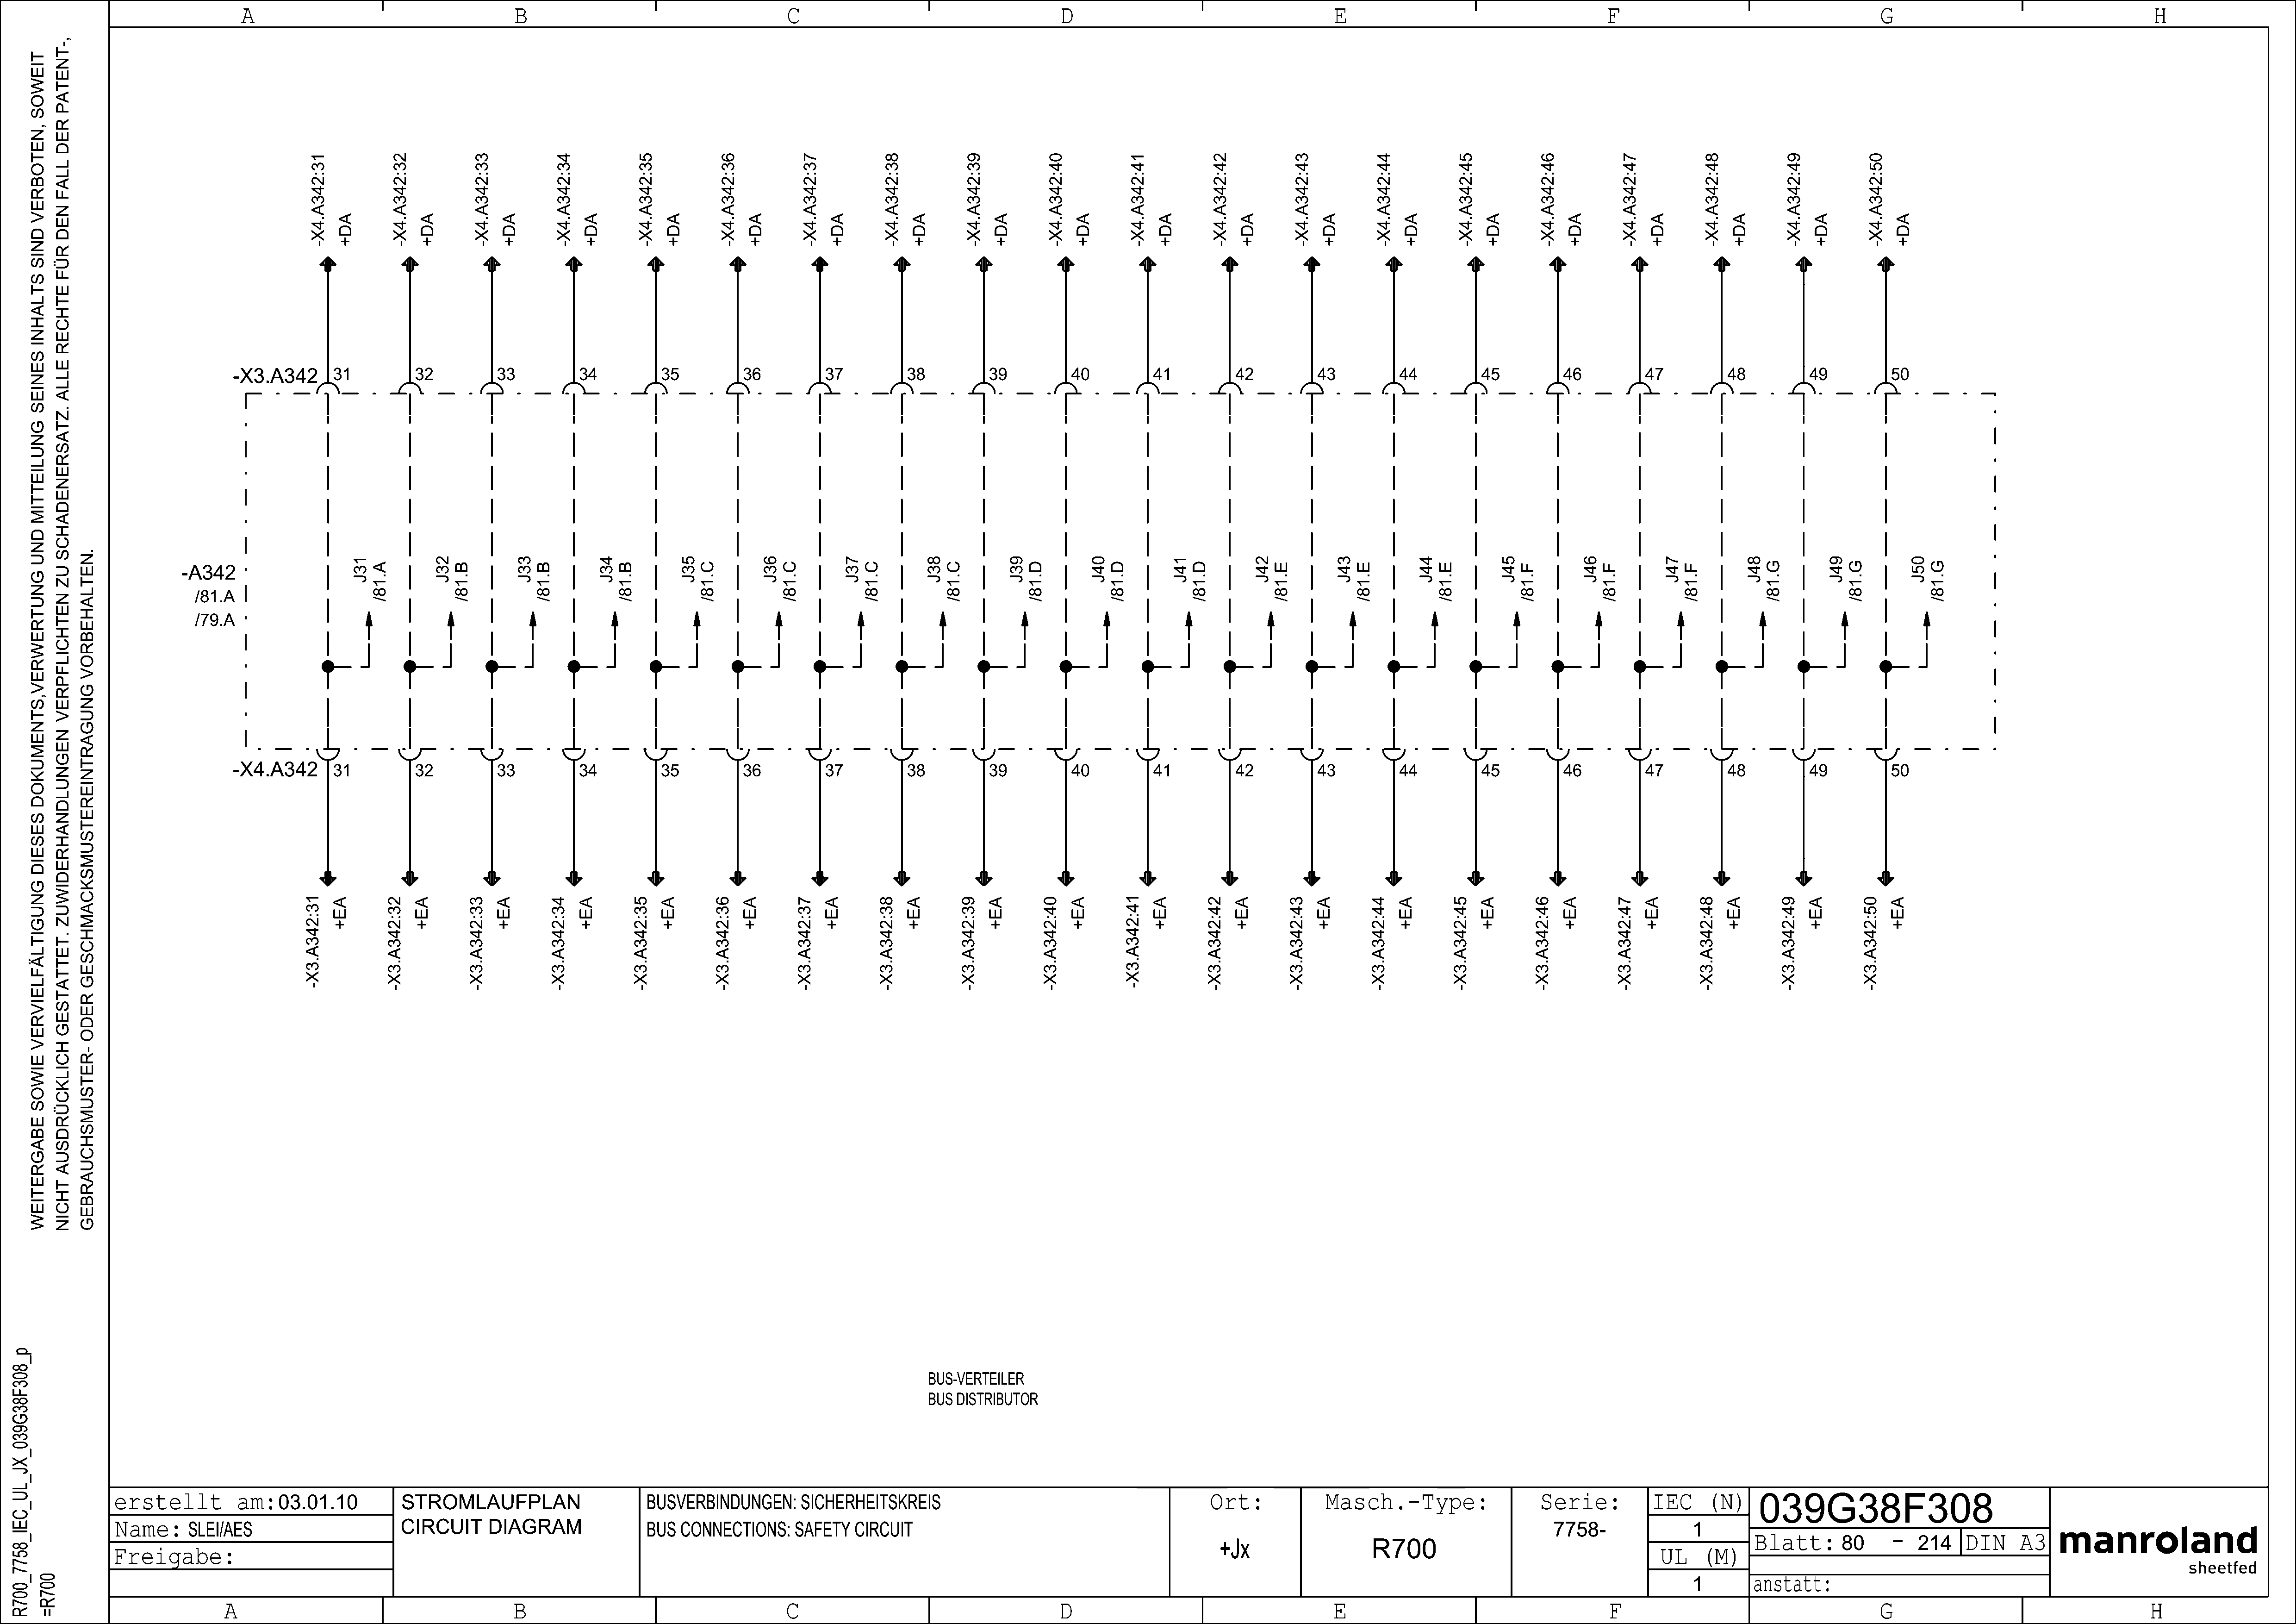 A B C D E F G H
WEITERGABE SOWIE VERVIELFÄLTIGUNG DIESES DOKUMENTS,VERWERTUNG UND MITTEILUNG SEINES INHALTS SIND VERBOTEN, SOWEIT
NICHT AUSDRÜCKLICH GESTATTET. ZUWIDERHANDLUNGEN VERPFLICHTEN ZU SCHADENERSATZ. ALLE RECHTE FÜR DEN FALL DER PATENT-,
GEBRAUCHSMUSTER- ODER GESCHMACKSMUSTEREINTRAGUNG VORBEHALTEN.
R700_7758_IEC_UL_JX_039G38F308_p
=R700
-X4.A342:31 -X4.A342:32 -X4.A342:33 -X4.A342:34 -X4.A342:35 -X4.A342:36 -X4.A342:37 -X4.A342:38 -X4.A342:39 -X4.A342:40 -X4.A342:41 -X4.A342:42 -X4.A342:43 -X4.A342:44 -X4.A342:45 -X4.A342:46 -X4.A342:47 -X4.A342:48 -X4.A342:49 -X4.A342:50
+DA +DA +DA +DA +DA +DA +DA +DA +DA +DA +DA +DA +DA +DA +DA +DA +DA +DA +DA +DA
-X3.A342 31 32 33 34 35 36 37 38 39 40 41 42 43 44 45 46 47 48 49 50
-A342
/81.A
/79.A
J31 J32 J33 J34 J35 J36 J37 J38 J39 J40 J41 J42 J43 J44 J45 J46 J47 J48 J49 J50
/81.A /81.B /81.B /81.B /81.C /81.C /81.C /81.C /81.D /81.D /81.D /81.E /81.E /81.E /81.F /81.F /81.F /81.G /81.G /81.G
-X4.A342 31 32 33 34 35 36 37 38 39 40 41 42 43 44 45 46 47 48 49 50
-X3.A342:31 -X3.A342:32 -X3.A342:33 -X3.A342:34 -X3.A342:35 -X3.A342:36 -X3.A342:37 -X3.A342:38 -X3.A342:39 -X3.A342:40 -X3.A342:41 -X3.A342:42 -X3.A342:43 -X3.A342:44 -X3.A342:45 -X3.A342:46 -X3.A342:47 -X3.A342:48 -X3.A342:49 -X3.A342:50
+EA +EA +EA +EA +EA +EA +EA +EA +EA +EA +EA +EA +EA +EA +EA +EA +EA +EA +EA +EA
BUS-VERTEILER
BUS DISTRIBUTOR
erstellt am: 03.01.10
Name: SLEI/AES
Freigabe:
STROMLAUFPLAN
CIRCUIT DIAGRAM
BUSVERBINDUNGEN: SICHERHEITSKREIS
BUS CONNECTIONS: SAFETY CIRCUIT
Ort:
+Jx
Masch.-Type:
R700
Serie:
7758-
IEC (N)
1
UL (M)
1
039G38F308
Blatt: 80 - 214 DIN A3
anstatt:
manroland
sheetfed
A B C D E F G H